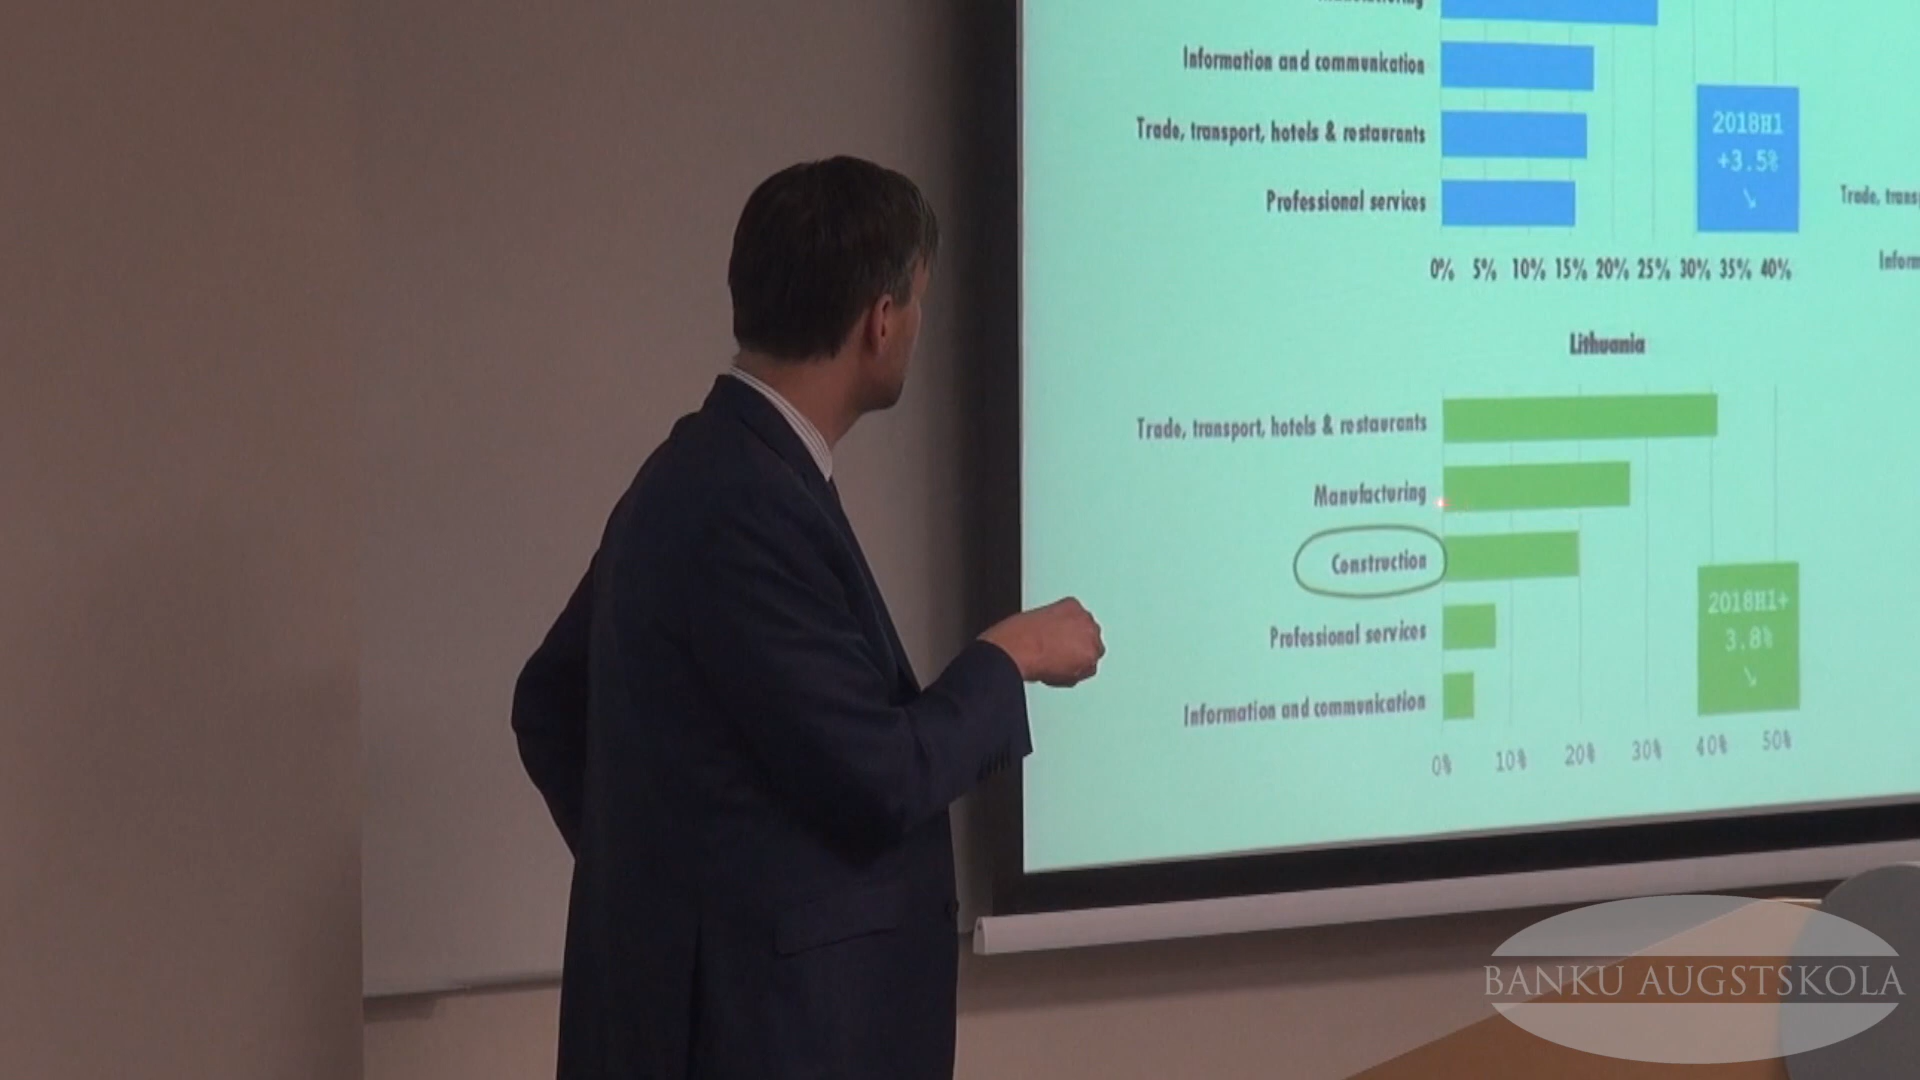 Manufacturing
Information and communication
Trade, transport, hotels & restaurants
Professional services
2018H1
+3.5%
↘
0% 5% 10% 15% 20% 25% 30% 35% 40%
Lithuania
Trade, transport, hotels & restaurants
Manufacturing
Construction
Professional services
Information and communication
2018H1+
3.8%
↘
0% 10% 20% 30% 40% 50%
Trade, trans
Inform
BANKU AUGSTSKOLA